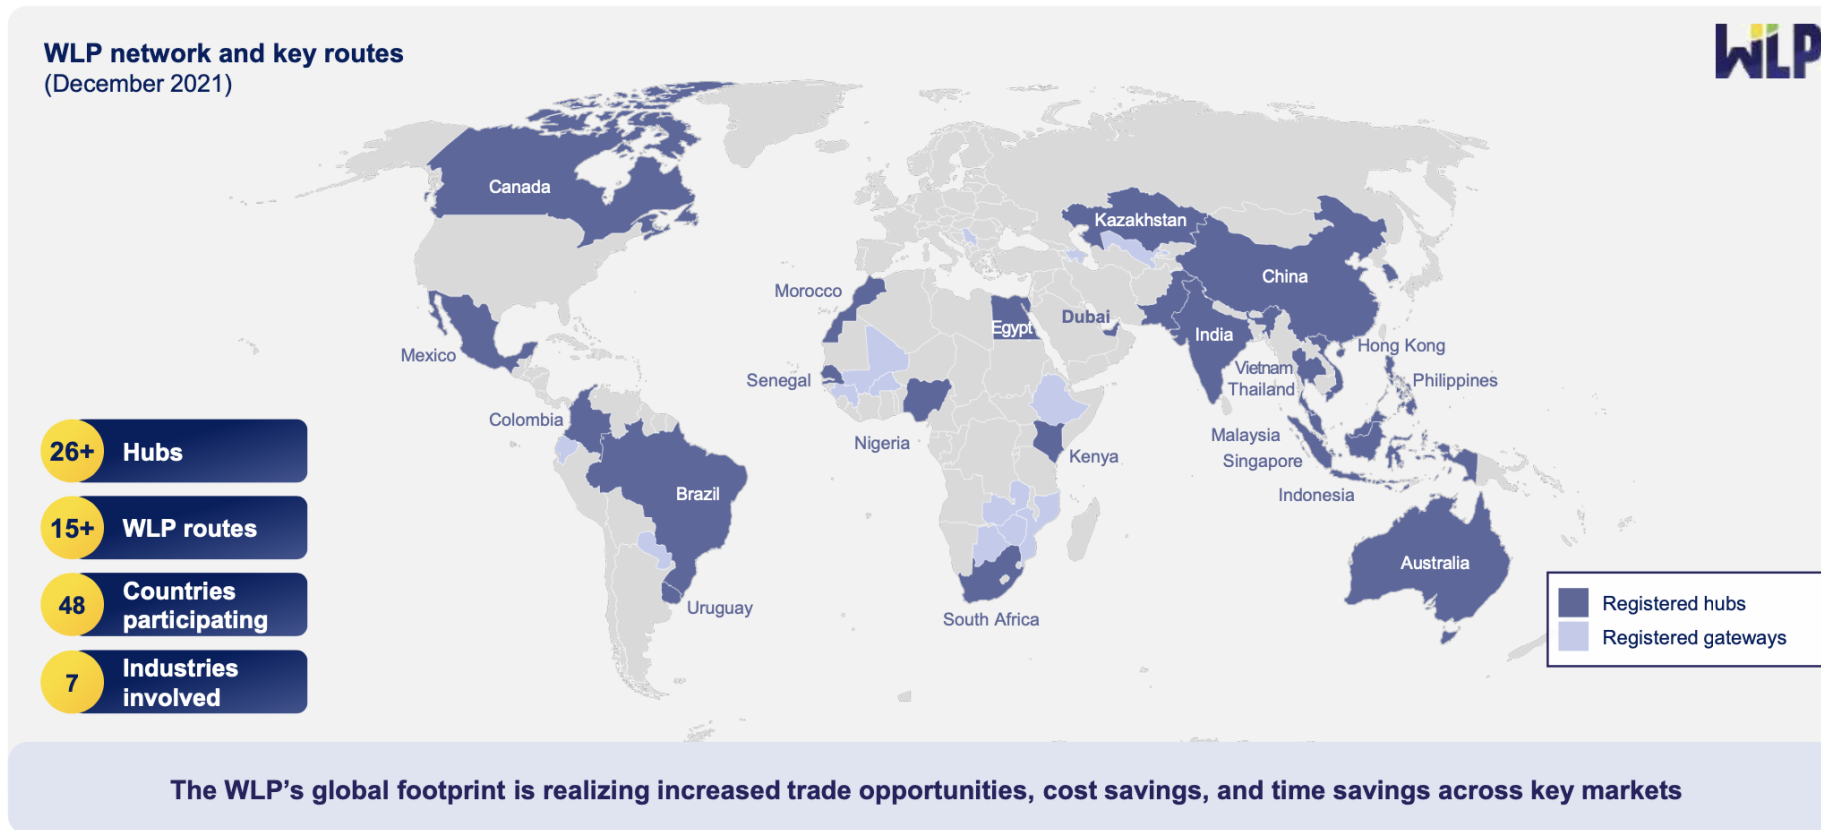 WLP network and key routes
(December 2021)
WLP
Canada
Kazakhstan
China
Morocco
Egypt
Dubai
India
Hong Kong
Mexico
Vietnam
Senegal
Philippines
Thailand
Colombia
Nigeria
Malaysia
Kenya
Singapore
Brazil
Indonesia
Australia
Uruguay
South Africa
26+ Hubs
15+ WLP routes
48 Countries
participating
7 Industries
involved
Registered hubs
Registered gateways
The WLP’s global footprint is realizing increased trade opportunities, cost savings, and time savings across key markets